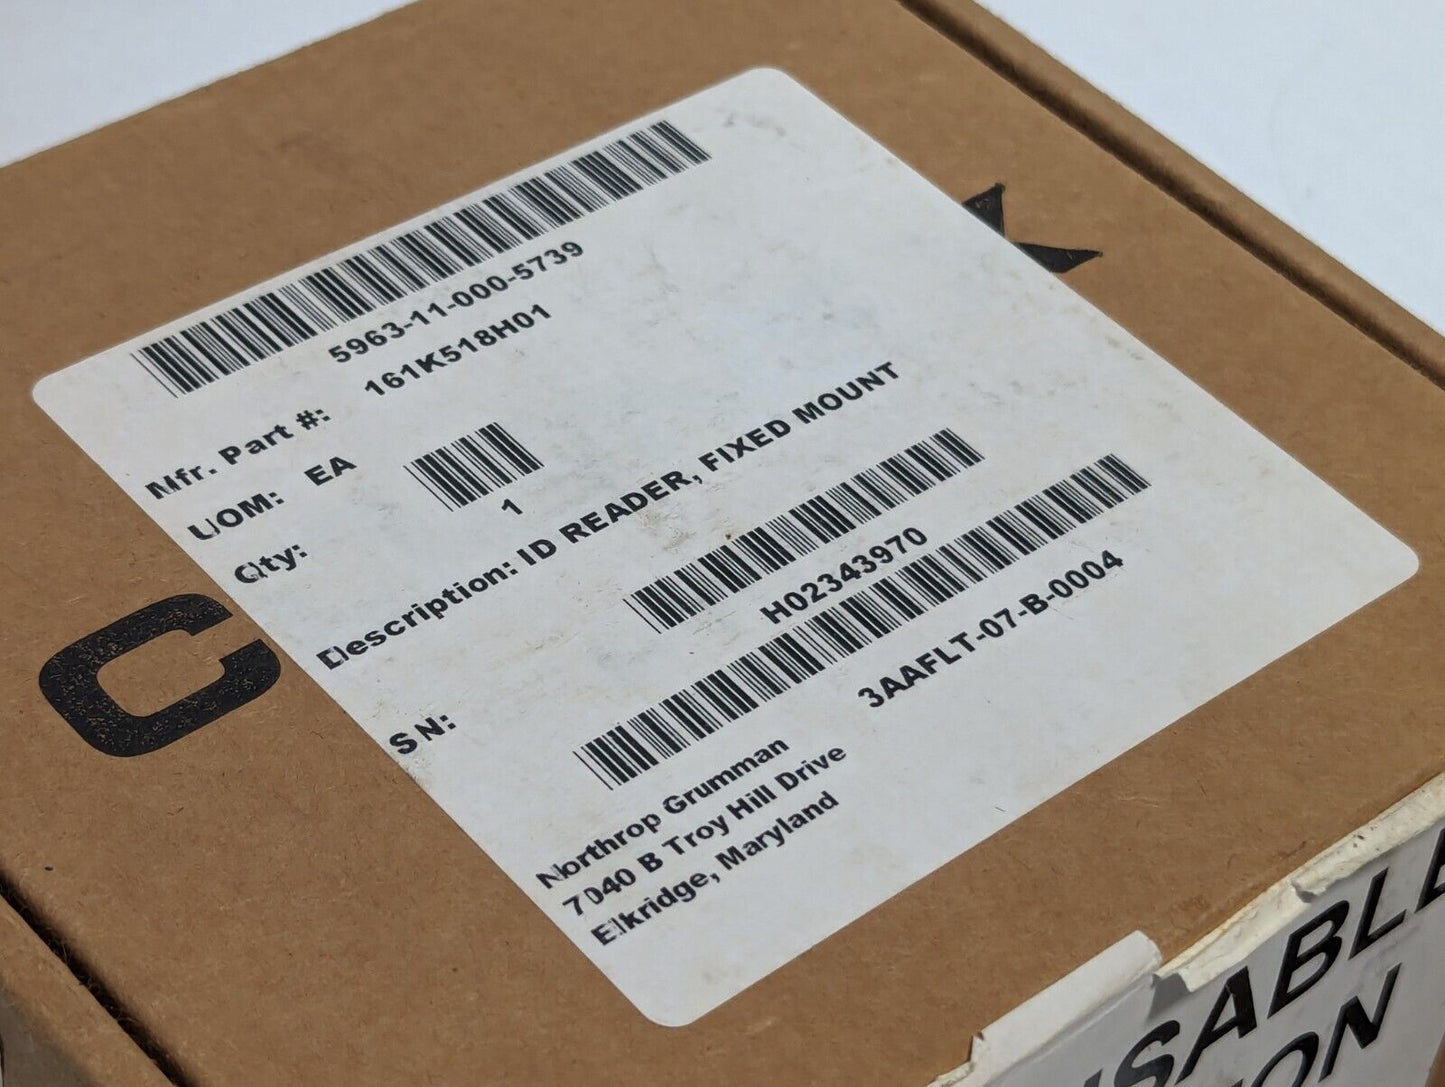 5963-11-000-5739
Mfr. Part #: 161K518H01
UOM: EA
Qty: 1
Description: ID READER, FIXED MOUNT
H02343970
SN: 3AAFLT-07-B-0004
Northrop Grumman
7040 B Troy Hill Drive
Elkridge, Maryland
C